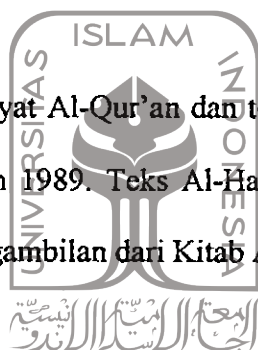 ISLAM
UNIVERSITAS
INDONESIA
yat Al-Qur'an dan t
n 1989. Teks Al-Ha
gambilan dari Kitab A